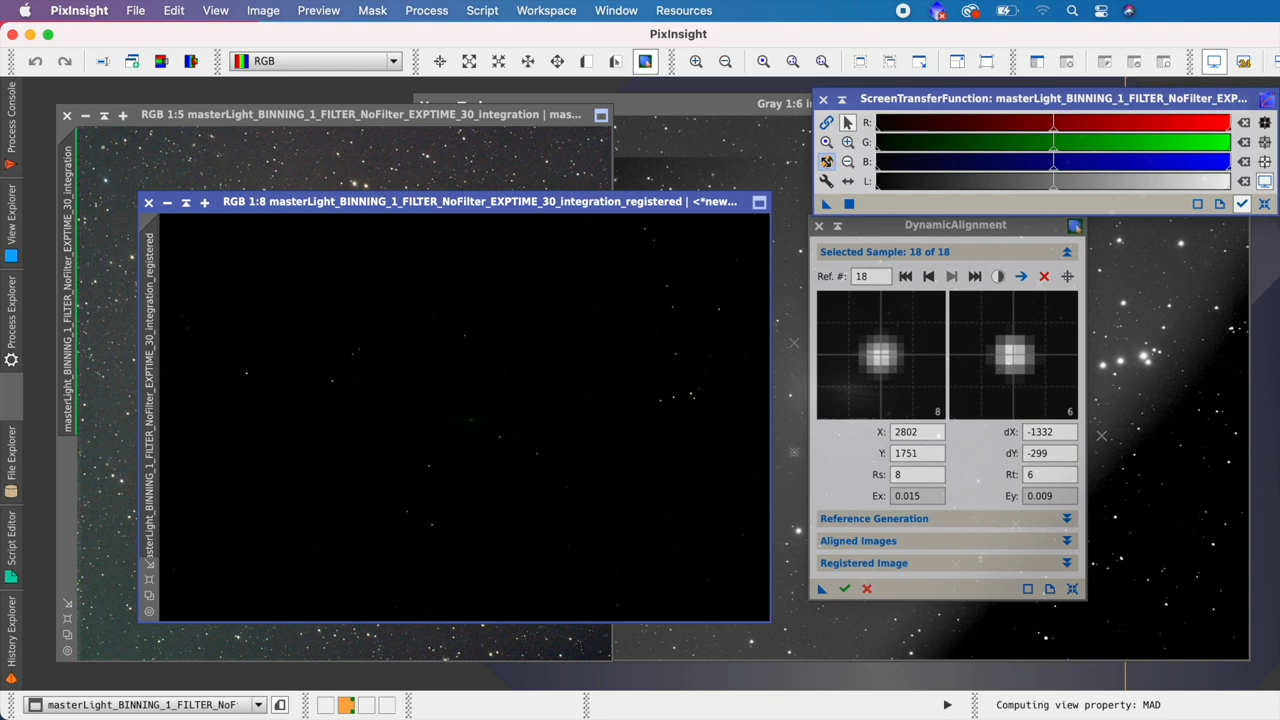 PixInsight File Edit View Image Preview Mask Process Script Workspace Window Resources
PixInsight
RGB
Process Console
View Explorer
Process Explorer
File Explorer
Script Editor
History Explorer
Gray 1:6
RGB 1:5 masterLight_BINNING_1_FILTER_NoFilter_EXPTIME_30_integration | mas...
masterLight_BINNING_1_FILTER_NoFilter_EXPTIME_30_integration
RGB 1:8 masterLight_BINNING_1_FILTER_NoFilter_EXPTIME_30_integration_registered | <*new...
masterLight_BINNING_1_FILTER_NoFilter_EXPTIME_30_integration_registered
ScreenTransferFunction: masterLight_BINNING_1_FILTER_NoFilter_EXP...
R:
G:
B:
L:
DynamicAlignment
Selected Sample: 18 of 18
Ref. #: 18
8 6
X: 2802 dX: -1332
Y: 1751 dY: -299
Rs: 8 Rt: 6
Ex: 0.015 Ey: 0.009
Reference Generation
Aligned Images
Registered Image
masterLight_BINNING_1_FILTER_NoF
Computing view property: MAD